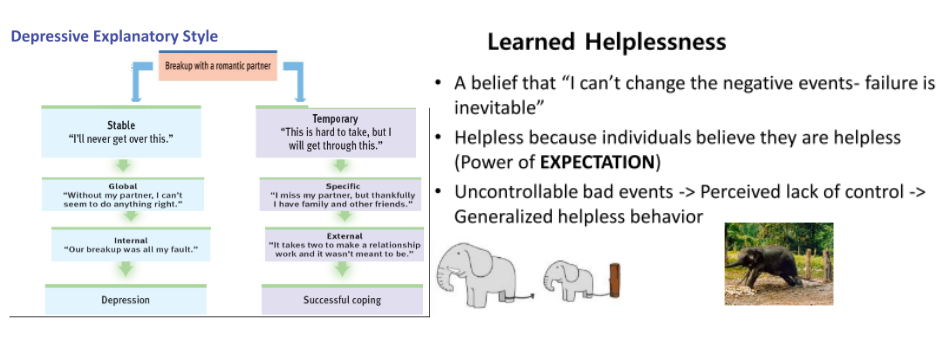 Depressive Explanatory Style
Breakup with a romantic partner
Stable
“I'll never get over this.”
Global
“Without my partner, I can't
seem to do anything right.”
Internal
“Our breakup was all my fault.”
Depression
Temporary
“This is hard to take, but I
will get through this.”
Specific
“I miss my partner, but thankfully
I have family and other friends.”
External
“It takes two to make a relationship
work and it wasn't meant to be.”
Successful coping
Learned Helplessness
• A belief that “I can't change the negative events- failure is
inevitable”
• Helpless because individuals believe they are helpless
(Power of EXPECTATION)
• Uncontrollable bad events -> Perceived lack of control ->
Generalized helpless behavior